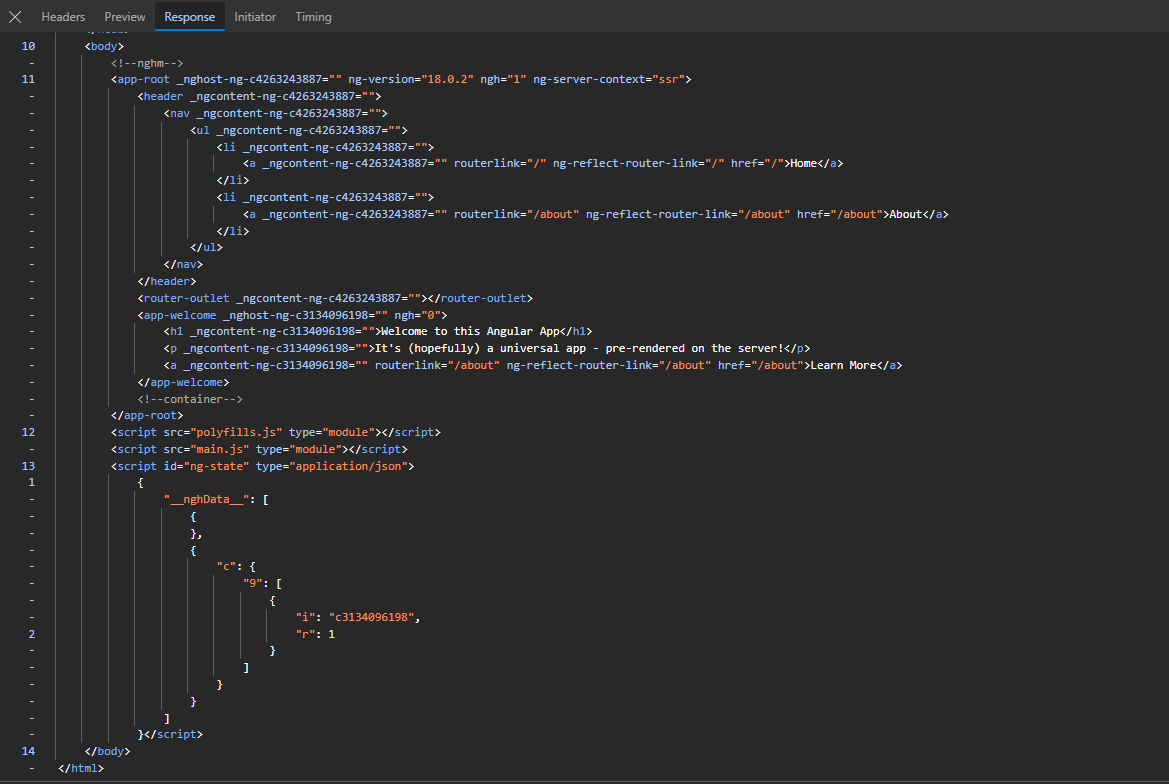 Headers Preview Response Initiator Timing
10 <body>
- <!--nghm-->
11 <app-root _nghost-ng-c4263243887="" ng-version="18.0.2" ngh="1" ng-server-context="ssr">
- <header _ngcontent-ng-c4263243887="">
- <nav _ngcontent-ng-c4263243887="">
- <ul _ngcontent-ng-c4263243887="">
- <li _ngcontent-ng-c4263243887="">
- <a _ngcontent-ng-c4263243887="" routerlink="/" ng-reflect-router-link="/" href="/">Home</a>
- </li>
- <li _ngcontent-ng-c4263243887="">
- <a _ngcontent-ng-c4263243887="" routerlink="/about" ng-reflect-router-link="/about" href="/about">About</a>
- </li>
- </ul>
- </nav>
- </header>
- <router-outlet _ngcontent-ng-c4263243887=""></router-outlet>
- <app-welcome _nghost-ng-c3134096198="" ngh="0">
- <h1 _ngcontent-ng-c3134096198="">Welcome to this Angular App</h1>
- <p _ngcontent-ng-c3134096198="">It's (hopefully) a universal app - pre-rendered on the server!</p>
- <a _ngcontent-ng-c3134096198="" routerlink="/about" ng-reflect-router-link="/about" href="/about">Learn More</a>
- </app-welcome>
- <!--container-->
- </app-root>
12 <script src="polyfills.js" type="module"></script>
- <script src="main.js" type="module"></script>
13 <script id="ng-state" type="application/json">
1 {
- "__nghData__": [
- {
- },
- {
- "c": {
- "9": [
- {
- "i": "c3134096198",
2 "r": 1
- }
- ]
- }
- }
- ]
- }</script>
14 </body>
- </html>